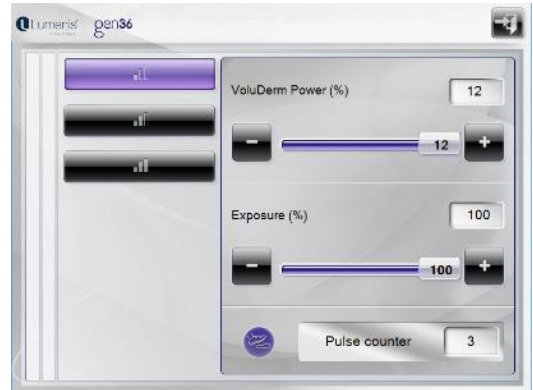 Lumenis gen36
VoluDerm Power (%) 12
- 12 +
Exposure (%) 100
- 100 +
Pulse counter 3